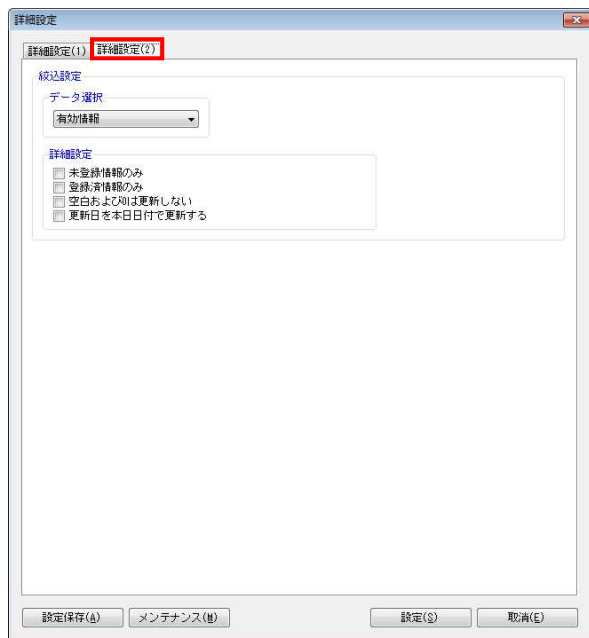 詳細設定
詳細設定(1) 詳細設定(2)
絞込設定
データ選択
有効情報
詳細設定
未登録情報のみ
登録済情報のみ
空白および0は更新しない
更新日を本日日付で更新する
設定保存(A) メンテナンス(M) 設定(S) 取消(E)